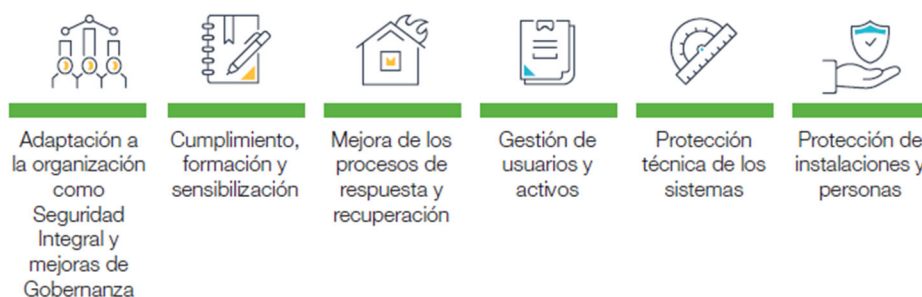 Adaptación a
la organización
como
Seguridad
Integral y
mejoras de
Gobernanza
Cumplimiento,
formación y
sensibilización
Mejora de los
procesos de
respuesta y
recuperación
Gestión de
usuarios y
activos
Protección
técnica de los
sistemas
Protección de
instalaciones y
personas